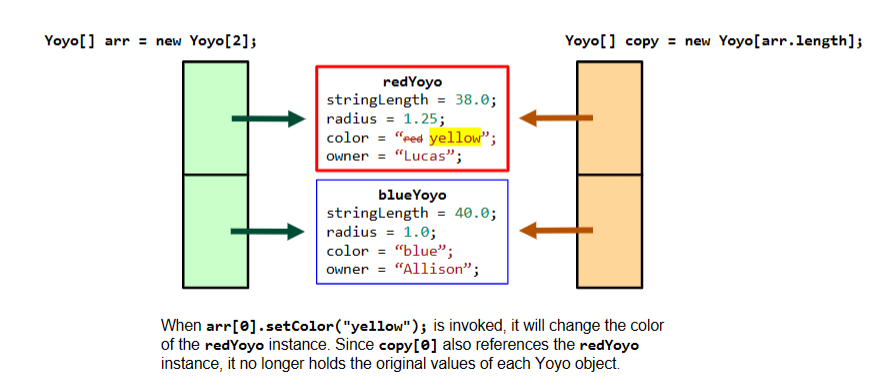 Yoyo[] arr = new Yoyo[2];
Yoyo[] copy = new Yoyo[arr.length];
redYoyo
stringLength = 38.0;
radius = 1.25;
color = “red yellow”;
owner = “Lucas”;
blueYoyo
stringLength = 40.0;
radius = 1.0;
color = “blue”;
owner = “Allison”;
When arr[0].setColor("yellow"); is invoked, it will change the color
of the redYoyo instance. Since copy[0] also references the redYoyo
instance, it no longer holds the original values of each Yoyo object.